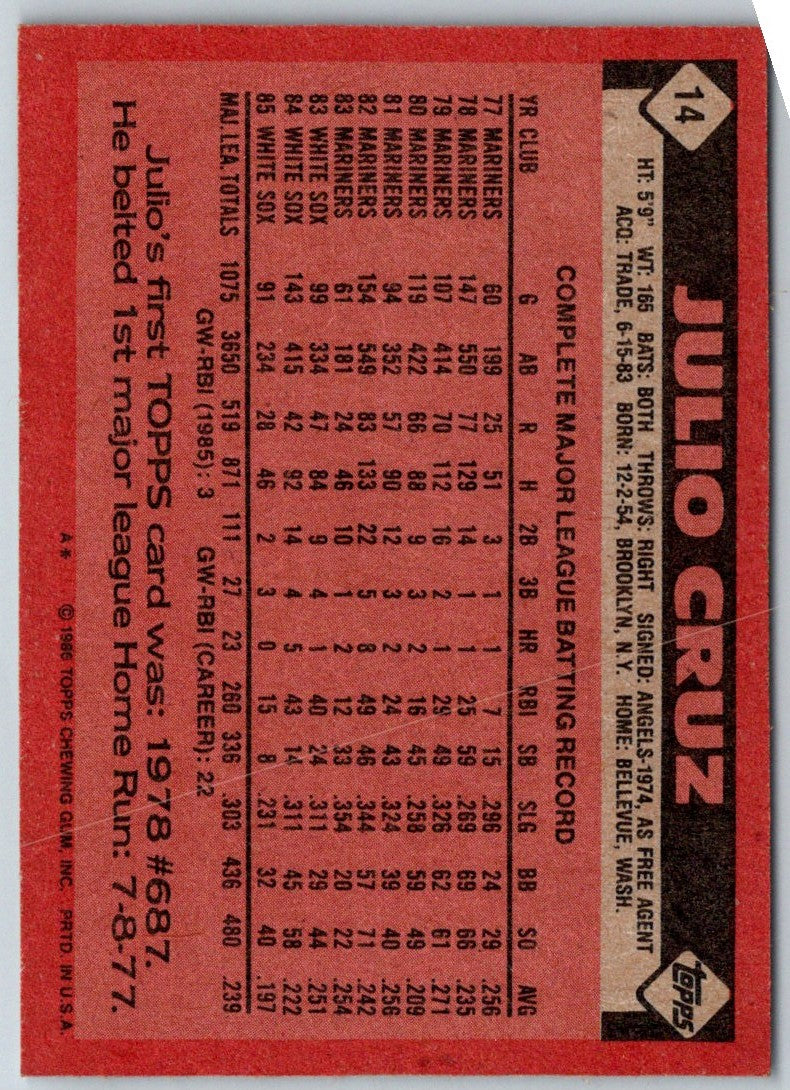 14
JULIO CRUZ
topps
HT: 5'9" WT: 165 BATS: BOTH THROWS: RIGHT SIGNED: ANGELS-1974, AS FREE AGENT
ACQ: TRADE, 6-15-83 BORN: 12-2-54, BROOKLYN, N.Y. HOME: BELLEVUE, WASH.
COMPLETE MAJOR LEAGUE BATTING RECORD
YR CLUB G AB R H 2B 3B HR RBI SB SLG BB SO AVG
77 MARINERS 60 199 25 51 3 1 1 7 15 .296 24 29 .256
78 MARINERS 147 550 77 129 14 1 1 25 59 .269 69 66 .235
79 MARINERS 107 414 70 112 16 2 1 29 49 .326 62 61 .271
80 MARINERS 119 422 66 88 9 3 2 16 45 .258 59 49 .209
81 MARINERS 94 352 57 90 12 3 2 24 43 .324 39 40 .256
82 MARINERS 154 549 83 133 22 5 8 49 46 .344 57 71 .242
83 MARINERS 61 181 24 46 10 1 2 12 33 .354 20 22 .254
83 WHITE SOX 99 334 47 84 9 4 1 40 24 .311 29 44 .251
84 WHITE SOX 143 415 42 92 14 4 5 43 14 .311 45 58 .222
85 WHITE SOX 91 234 28 46 2 3 0 15 8 .231 32 40 .197
MAJ. LEA. TOTALS 1075 3650 519 871 111 27 23 260 336 .303 436 480 .239
GW-RBI (1985): 3 GW-RBI (CAREER): 22
Julio's first TOPPS card was: 1978 #687.
He belted 1st major league Home Run: 7-8-77.
A* © 1986 TOPPS CHEWING GUM, INC. PRTD. IN U.S.A.